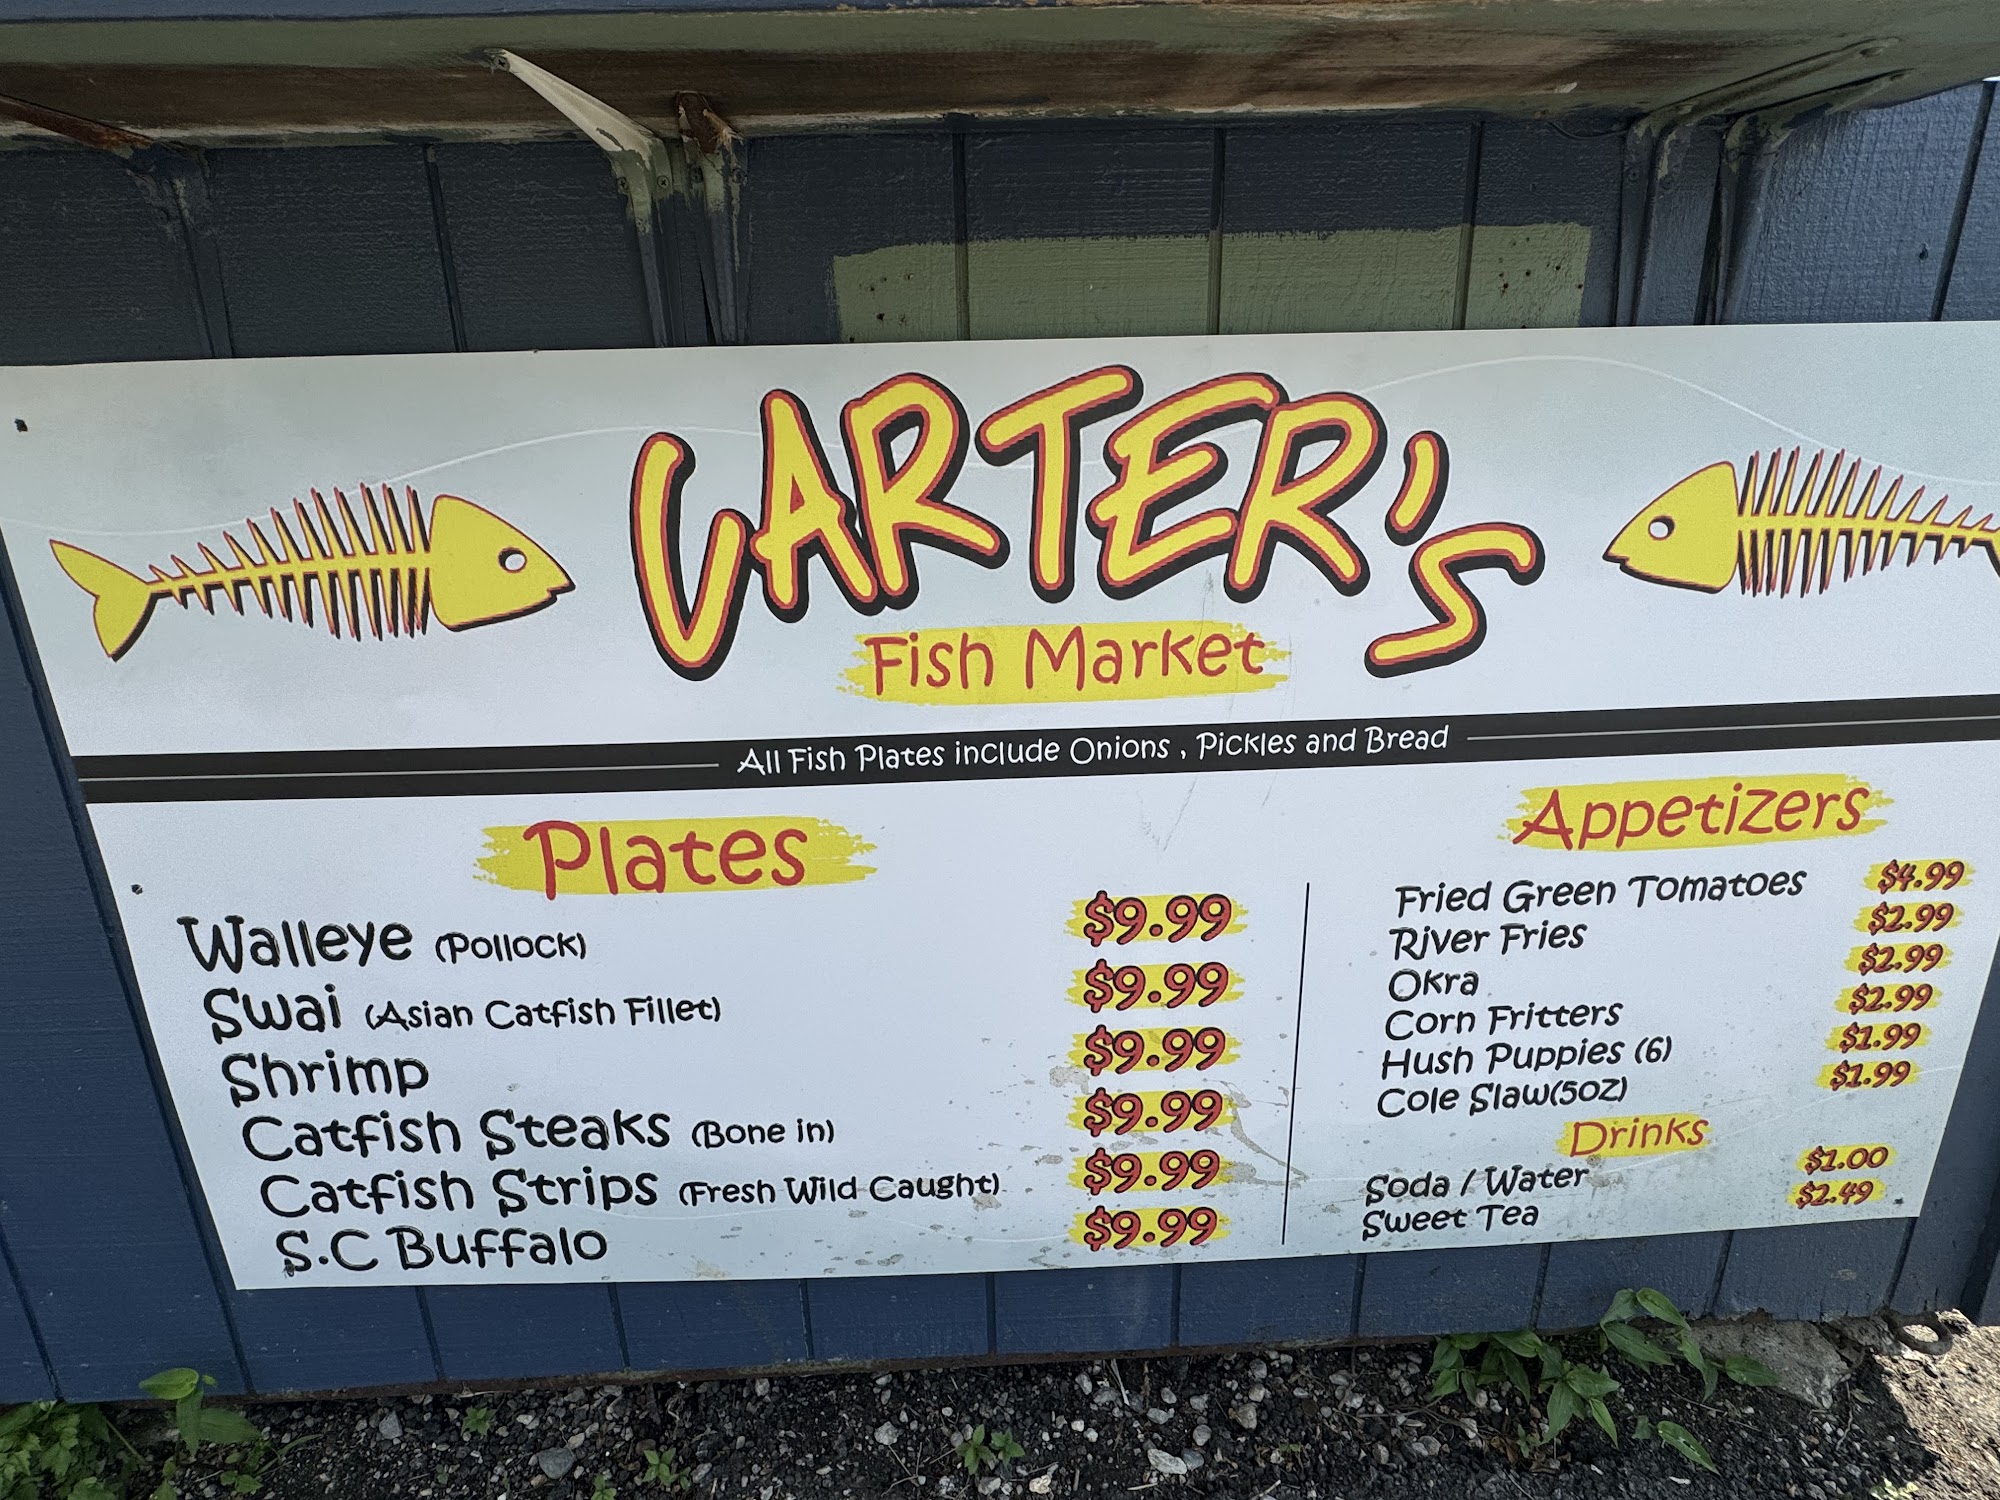 CARTER's
Fish Market
All Fish Plates include Onions , Pickles and Bread
Plates
Walleye (Pollock) $9.99
Swai (Asian Catfish Fillet) $9.99
Shrimp $9.99
Catfish Steaks (Bone in) $9.99
Catfish Strips (Fresh Wild Caught) $9.99
S.C Buffalo $9.99
Appetizers
Fried Green Tomatoes $4.99
River Fries $2.99
Okra $2.99
Corn Fritters $2.99
Hush Puppies (6) $1.99
Cole Slaw(5oz) $1.99
Drinks
Soda / Water $1.00
Sweet Tea $2.49